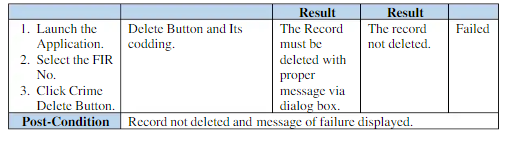 Result Result
1. Launch the Delete Button and Its The Record The record Failed
Application. codding. must be not deleted.
2. Select the FIR deleted with
No. proper
3. Click Crime message via
Delete Button. dialog box.
Post-Condition Record not deleted and message of failure displayed.